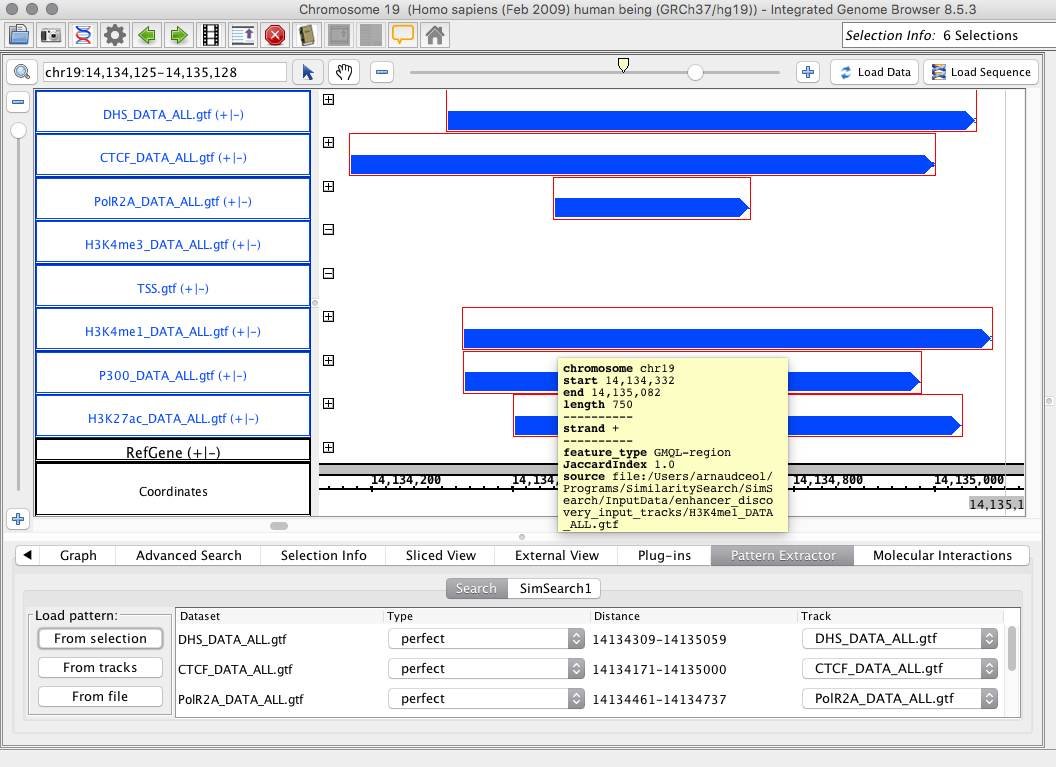 Chromosome 19 (Homo sapiens (Feb 2009) human being (GRCh37/hg19)) - Integrated Genome Browser 8.5.3
Selection Info: 6 Selections
chr19:14,134,125-14,135,128
Load Data
Load Sequence
DHS_DATA_ALL.gtf (+|-)
CTCF_DATA_ALL.gtf (+|-)
PolR2A_DATA_ALL.gtf (+|-)
H3K4me3_DATA_ALL.gtf (+|-)
TSS.gtf (+|-)
H3K4me1_DATA_ALL.gtf (+|-)
P300_DATA_ALL.gtf (+|-)
H3K27ac_DATA_ALL.gtf (+|-)
RefGene (+|-)
Coordinates
chromosome chr19
start 14,134,332
end 14,135,082
length 750
----------
strand +
----------
feature_type GMQL-region
JaccardIndex 1.0
source file:/Users/arnaudceol/
Programs/SimilaritySearch/SimSe
arch/InputData/enhancer_disco
very_input_tracks/H3K4me1_DATA
_ALL.gtf
14,134,200 14,134,800 14,135,000
14,135,1
Graph Advanced Search Selection Info Sliced View External View Plug-ins Pattern Extractor Molecular Interactions
Search SimSearch1
Load pattern:
From selection
From tracks
From file
Dataset Type Distance Track
DHS_DATA_ALL.gtf perfect 14134309-14135059 DHS_DATA_ALL.gtf
CTCF_DATA_ALL.gtf perfect 14134171-14135000 CTCF_DATA_ALL.gtf
PolR2A_DATA_ALL.gtf perfect 14134461-14134737 PolR2A_DATA_ALL.gtf